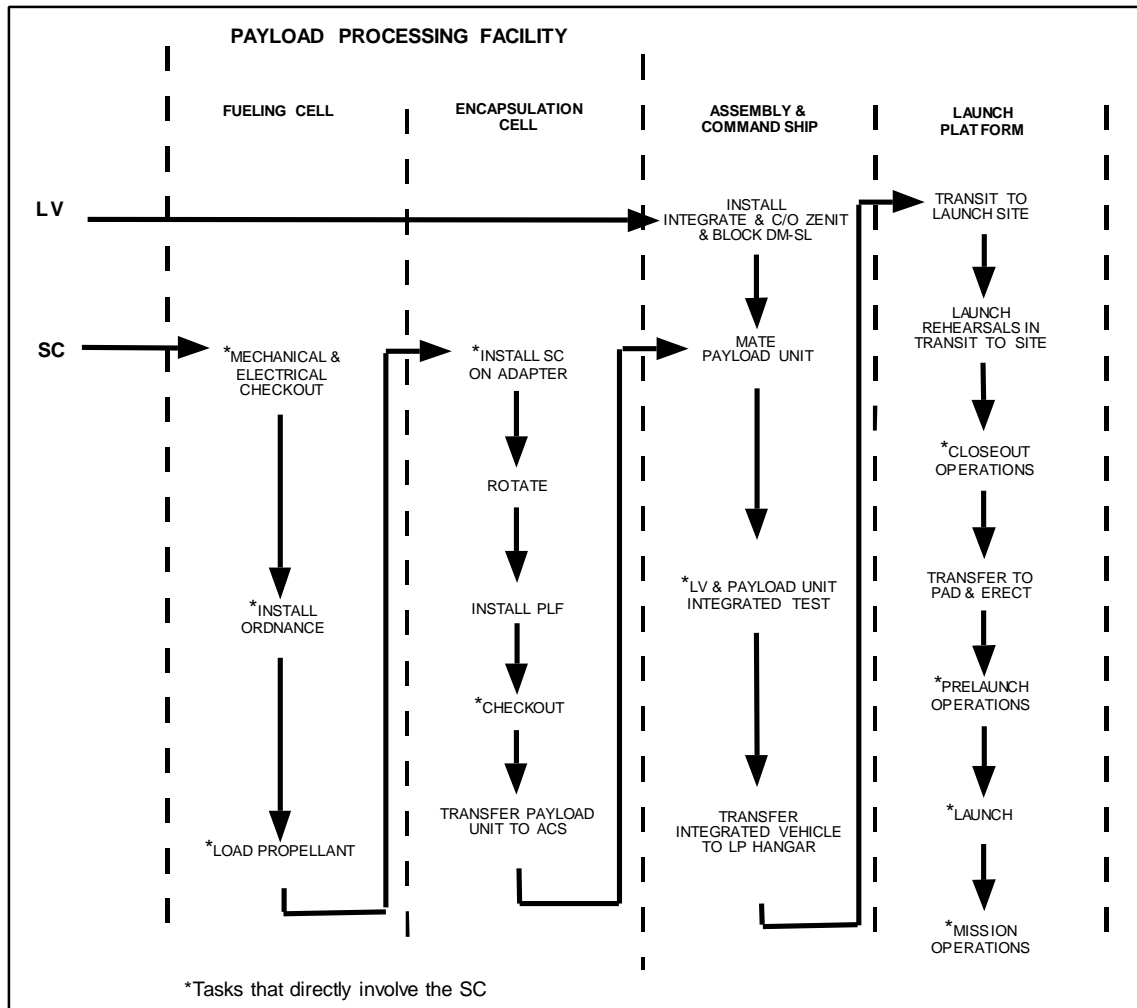 PAYLOAD PROCESSING FACILITY
FUELING CELL
ENCAPSULATION
CELL
ASSEMBLY &
COMMAND SHIP
LAUNCH
PLATFORM
LV
INSTALL
INTEGRATE & C/O ZENIT
& BLOCK DM-SL
TRANSIT TO
LAUNCH SITE
SC
*MECHANICAL &
ELECTRICAL
CHECKOUT
*INSTALL SC
ON ADAPTER
MATE
PAYLOAD UNIT
LAUNCH
REHEARSALS IN
TRANSIT TO SITE
ROTATE
*CLOSEOUT
OPERATIONS
*INSTALL
ORDNANCE
INSTALL PLF
*LV & PAYLOAD UNIT
INTEGRATED TEST
TRANSFER TO
PAD & ERECT
*CHECKOUT
*PRELAUNCH
OPERATIONS
*LOAD PROPELLANT
TRANSFER PAYLOAD
UNIT TO ACS
TRANSFER
INTEGRATED VEHICLE
TO LP HANGAR
*LAUNCH
*MISSION
OPERATIONS
*Tasks that directly involve the SC